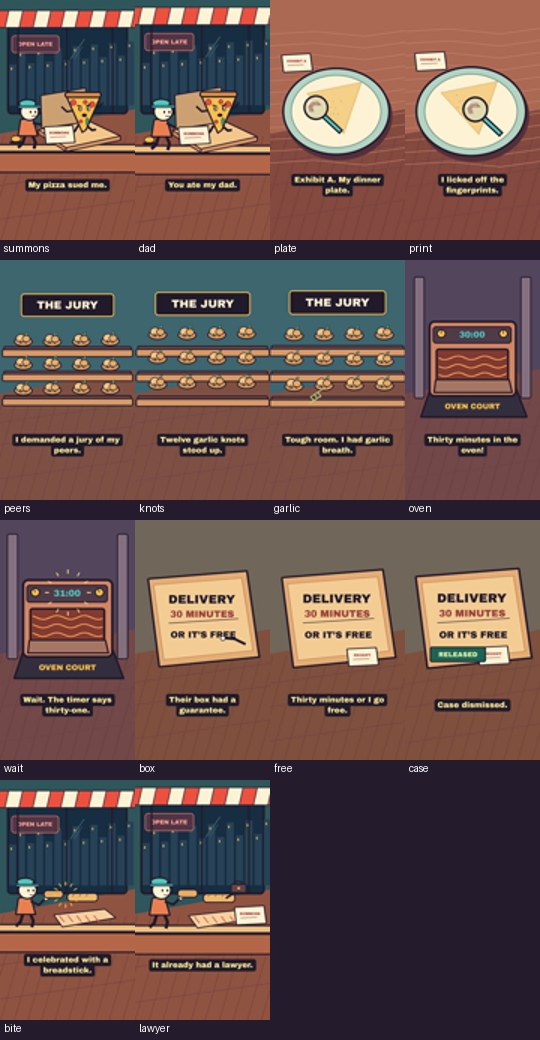 OPEN LATE
SUMMONS
My pizza sued me.
summons
OPEN LATE
SUMMONS
You ate my dad.
dad
EXHIBIT A
Exhibit A. My dinner
plate.
plate
EXHIBIT A
I licked off the
fingerprints.
print
THE JURY
I demanded a jury of my
peers.
peers
THE JURY
Twelve garlic knots
stood up.
knots
THE JURY
Tough room. I had garlic
breath.
garlic
30:00
OVEN COURT
Thirty minutes in the
oven!
oven
31:00
OVEN COURT
Wait. The timer says
thirty-one.
wait
DELIVERY
30 MINUTES
OR IT'S FREE
Their box had a
guarantee.
box
DELIVERY
30 MINUTES
OR IT'S FREE
Thirty minutes or I go
free.
free
DELIVERY
30 MINUTES
OR IT'S FREE
RELEASED
Case dismissed.
case
OPEN LATE
I celebrated with a
breadstick.
bite
OPEN LATE
SUMMONS
It already had a lawyer.
lawyer